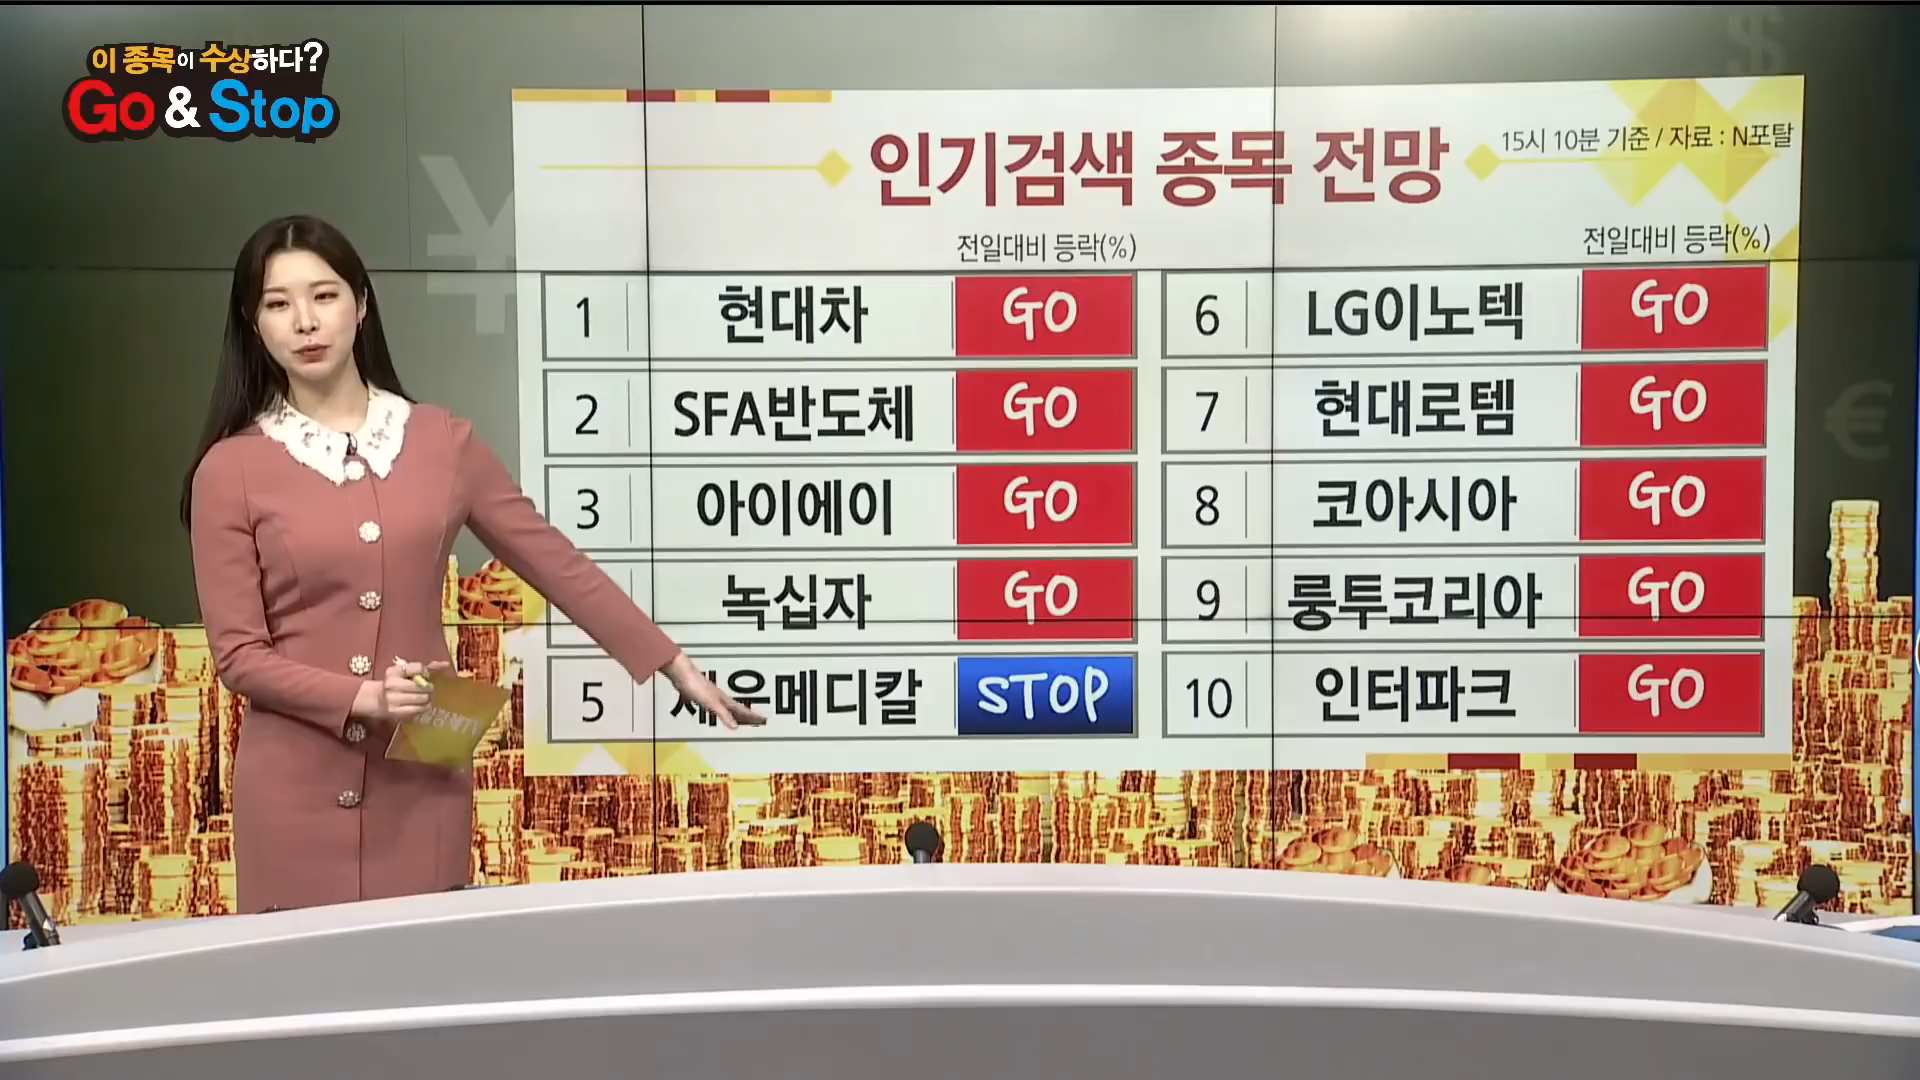 이 종목이 수상하다?
Go & Stop
인기검색 종목 전망
15시 10분 기준 / 자료 : N포탈
전일대비 등락(%)
전일대비 등락(%)
1 현대차 GO
2 SFA반도체 GO
3 아이에이 GO
녹십자 GO
5 세운메디칼 STOP
6 LG이노텍 GO
7 현대로템 GO
8 코아시아 GO
9 룽투코리아 GO
10 인터파크 GO